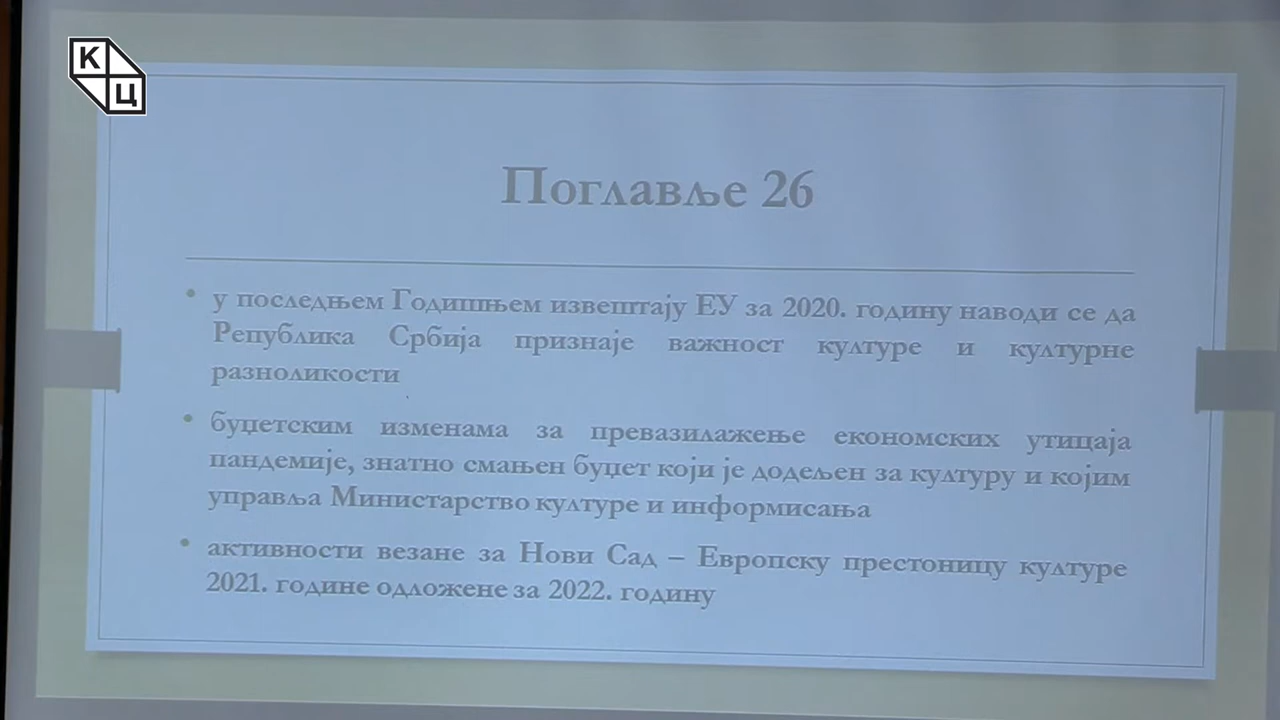 К
Ц
Поглавље 26
• у последњем Годишњем извештају ЕУ за 2020. годину наводи се да
Република Србија признаје важност културе и културне
разноликости
• буџетским изменама за превазилажење економских утицаја
пандемије, знатно смањен буџет који је додељен за културу и којим
управља Министарство културе и информисања
• активности везане за Нови Сад – Европску престоницу културе
2021. године одложене за 2022. годину